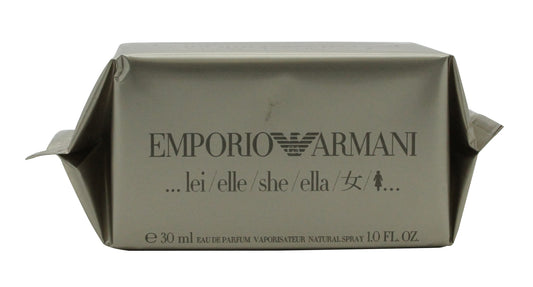 EMPORIO ARMANI
...lei/elle/she/ella/女/...
e 30 ml EAU DE PARFUM VAPORISATEUR NATURAL SPRAY 1.0 FL. OZ.